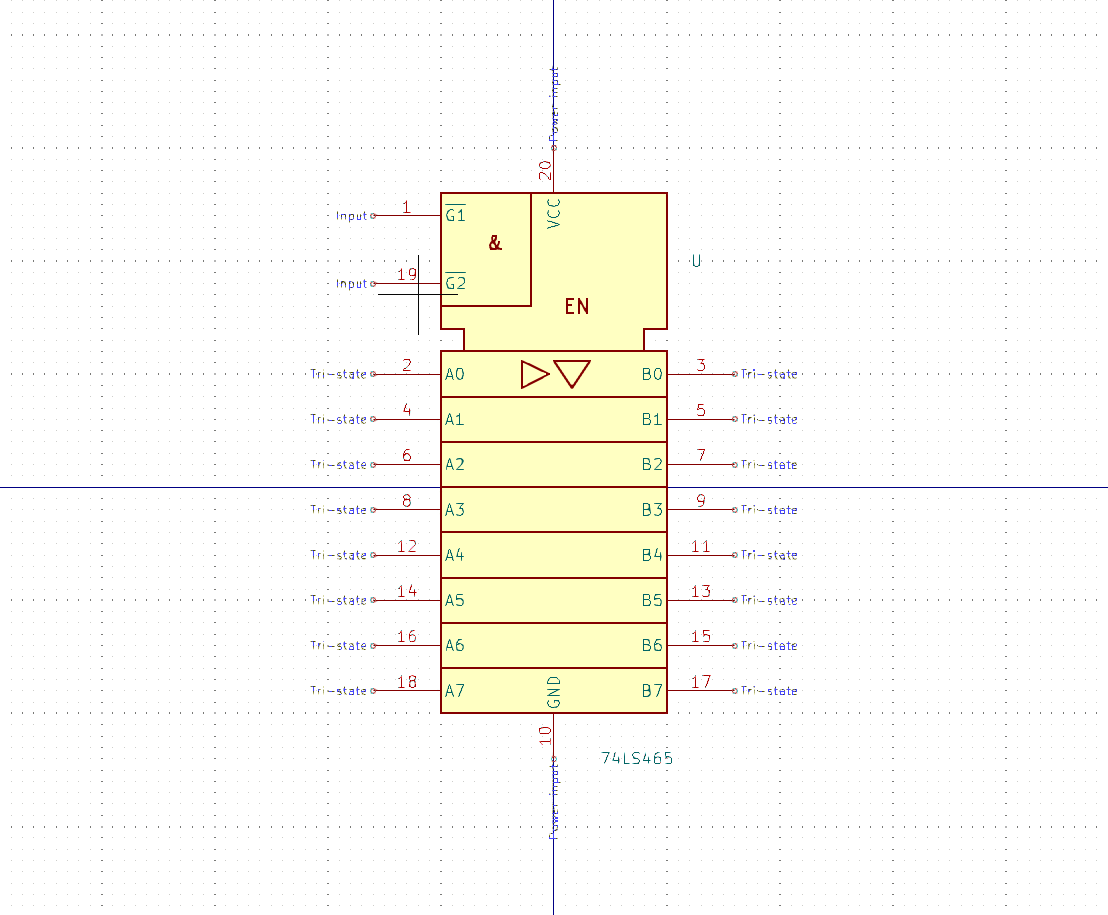 Power input
20
VCC
Input 1 G1
&
U
Input 19 G2
EN
Tri-state 2 A0 B0 3 Tri-state
Tri-state 4 A1 B1 5 Tri-state
Tri-state 6 A2 B2 7 Tri-state
Tri-state 8 A3 B3 9 Tri-state
Tri-state 12 A4 B4 11 Tri-state
Tri-state 14 A5 B5 13 Tri-state
Tri-state 16 A6 B6 15 Tri-state
Tri-state 18 A7 B7 17 Tri-state
GND
10
74LS465
Power input